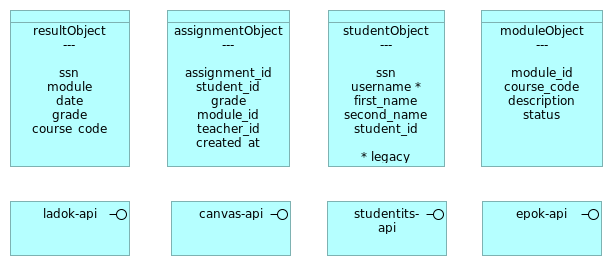 resultObject
---
ssn
module
date
grade
course_code
assignmentObject
---
assignment_id
student_id
grade
module_id
teacher_id
created_at
studentObject
---
ssn
username *
first_name
second_name
student_id
* legacy
moduleObject
---
module_id
course_code
description
status
ladok-api
canvas-api
studentits-
api
epok-api